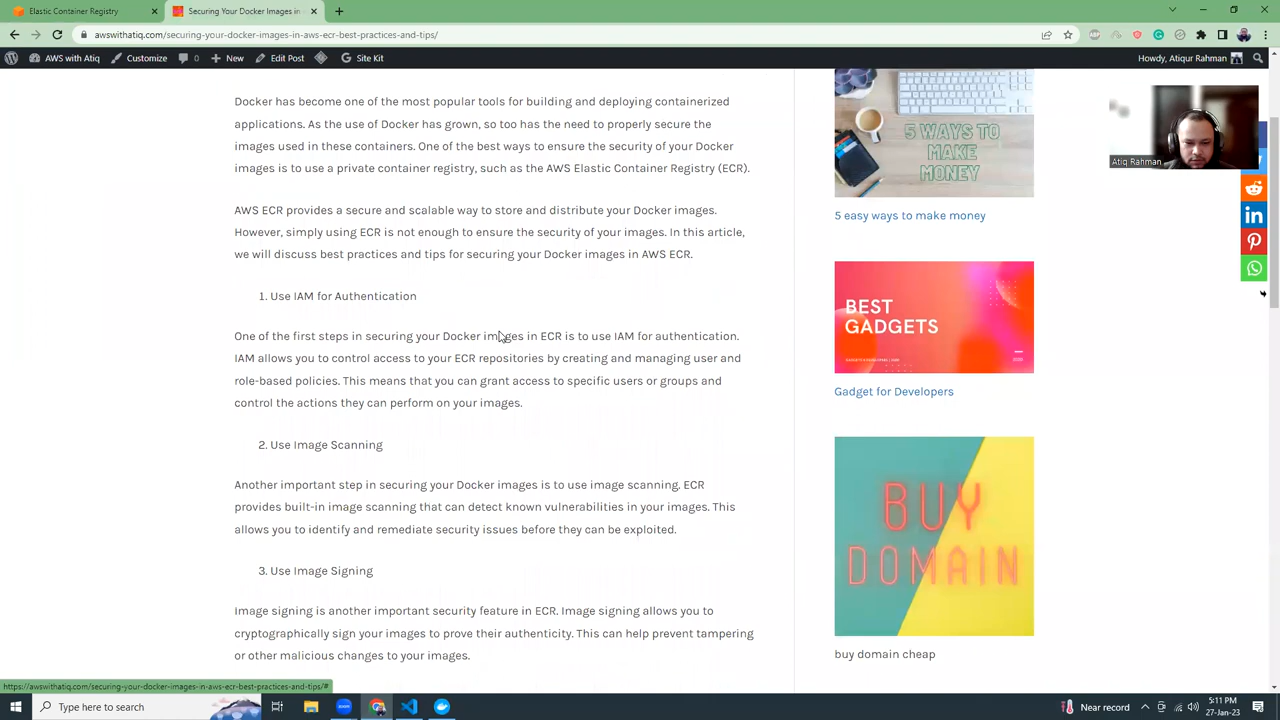 Elastic Container Registry
Securing Your Docker Images in
awswithatiq.com/securing-your-docker-images-in-aws-ecr-best-practices-and-tips/
AWS with Atiq
Customize
0
New
Edit Post
Site Kit
Howdy, Atiqur Rahman
Docker has become one of the most popular tools for building and deploying containerized
applications. As the use of Docker has grown, so too has the need to properly secure the
images used in these containers. One of the best ways to ensure the security of your Docker
images is to use a private container registry, such as the AWS Elastic Container Registry (ECR).
AWS ECR provides a secure and scalable way to store and distribute your Docker images.
However, simply using ECR is not enough to ensure the security of your images. In this article,
we will discuss best practices and tips for securing your Docker images in AWS ECR.
1. Use IAM for Authentication
One of the first steps in securing your Docker images in ECR is to use IAM for authentication.
IAM allows you to control access to your ECR repositories by creating and managing user and
role-based policies. This means that you can grant access to specific users or groups and
control the actions they can perform on your images.
2. Use Image Scanning
Another important step in securing your Docker images is to use image scanning. ECR
provides built-in image scanning that can detect known vulnerabilities in your images. This
allows you to identify and remediate security issues before they can be exploited.
3. Use Image Signing
Image signing is another important security feature in ECR. Image signing allows you to
cryptographically sign your images to prove their authenticity. This can help prevent tampering
or other malicious changes to your images.
5 WAYS TO
MAKE
MONEY
5 easy ways to make money
BEST
GADGETS
Gadget for Developers
BUY
DOMAIN
buy domain cheap
Atiq Rahman
https://awswithatiq.com/securing-your-docker-images-in-aws-ecr-best-practices-and-tips/#
Type here to search
Near record
5:11 PM
27-Jan-23